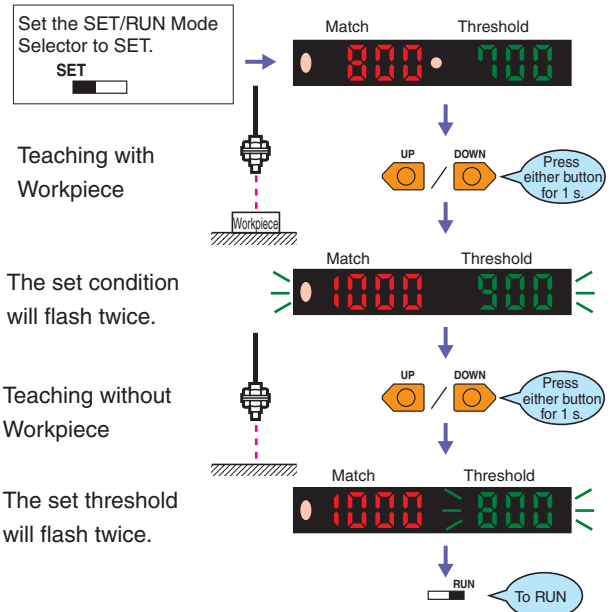 Set the SET/RUN Mode
Selector to SET.
SET
Match Threshold
800 700
Teaching with
Workpiece
Workpiece
UP DOWN
Press
either button
for 1 s.
The set condition
will flash twice.
Match Threshold
1000 900
Teaching without
Workpiece
UP DOWN
Press
either button
for 1 s.
The set threshold
will flash twice.
Match Threshold
1000 800
RUN
To RUN